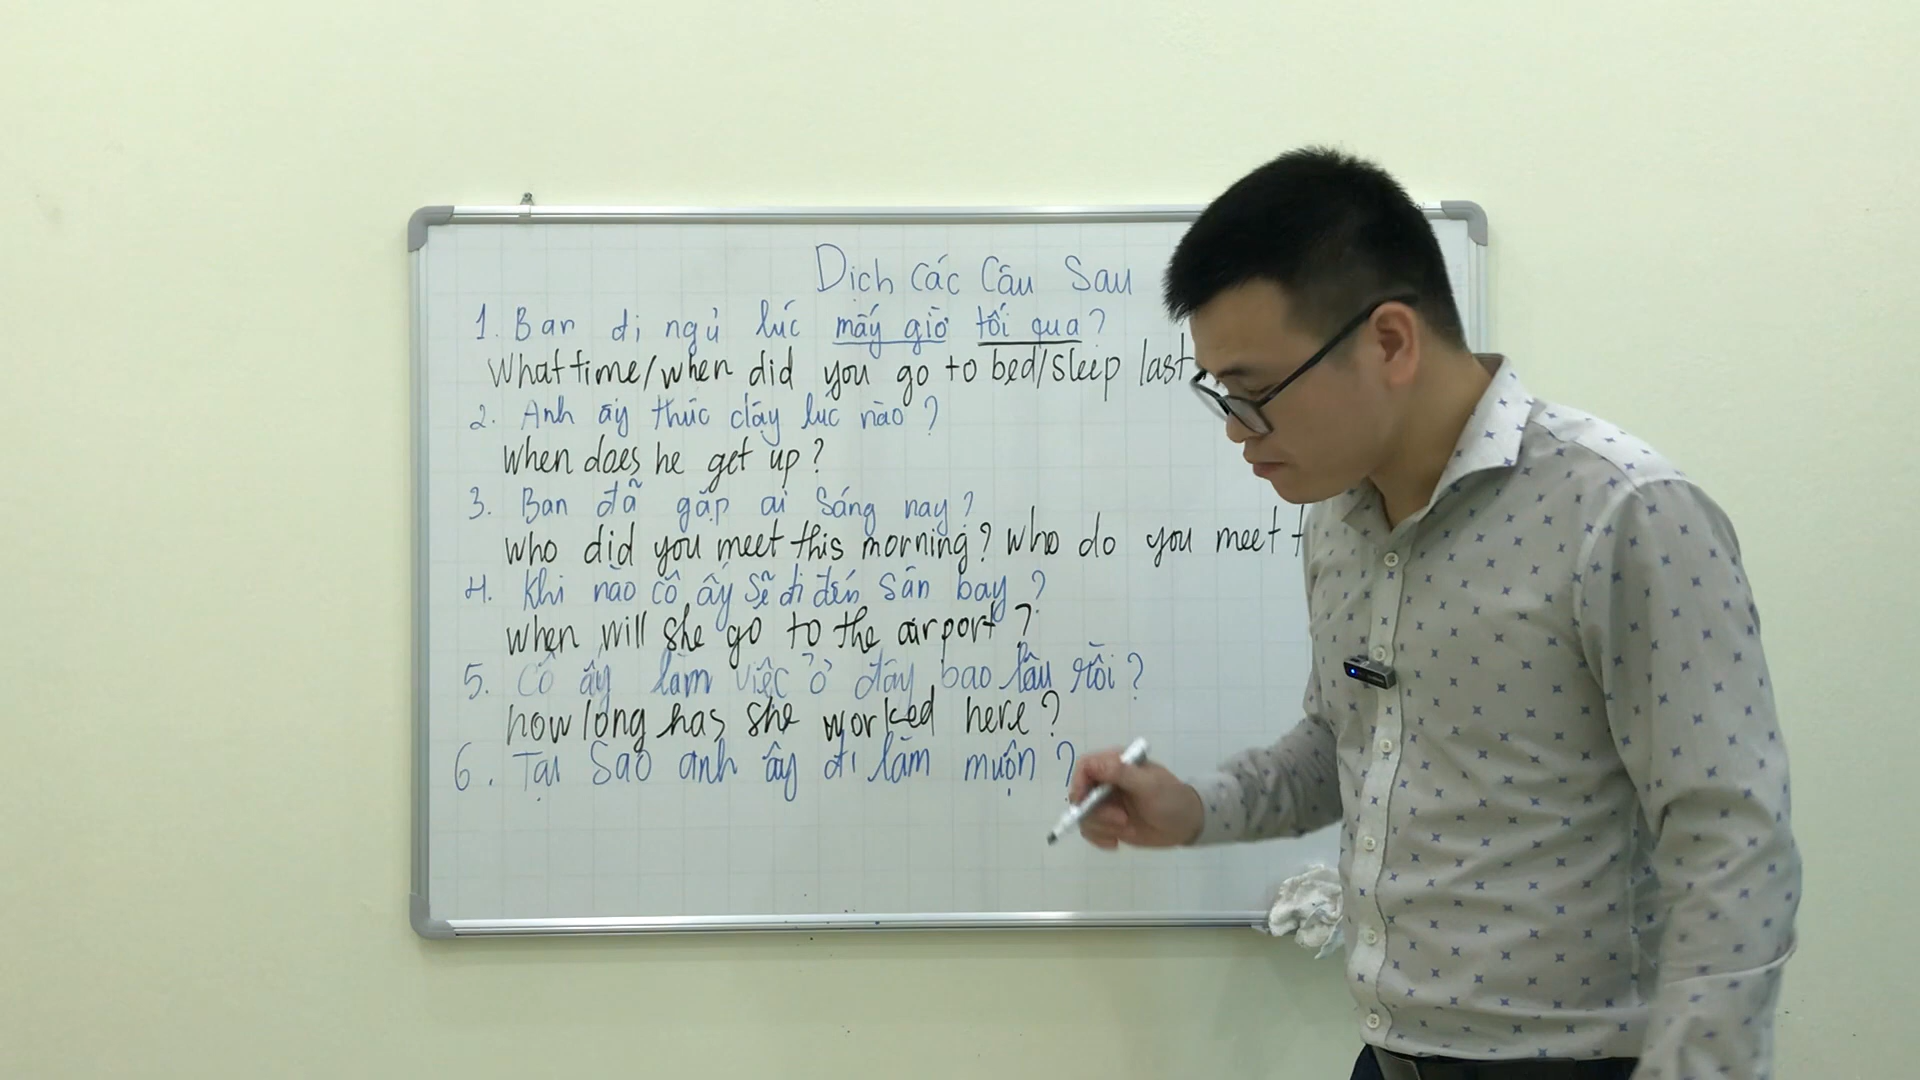 Dịch các câu sau
1. Bạn đi ngủ lúc mấy giờ tối qua?
What time/when did you go to bed/sleep last
2. Anh ấy thức dậy lúc nào?
When does he get up?
3. Bạn đã gặp ai sáng nay?
Who did you meet this morning? Who do you meet t
4. Khi nào cô ấy sẽ đi đến sân bay?
When will she go to the airport?
5. Cô ấy làm việc ở đây bao lâu rồi?
how long has she worked here?
6. Tại sao anh ấy đi làm muộn?